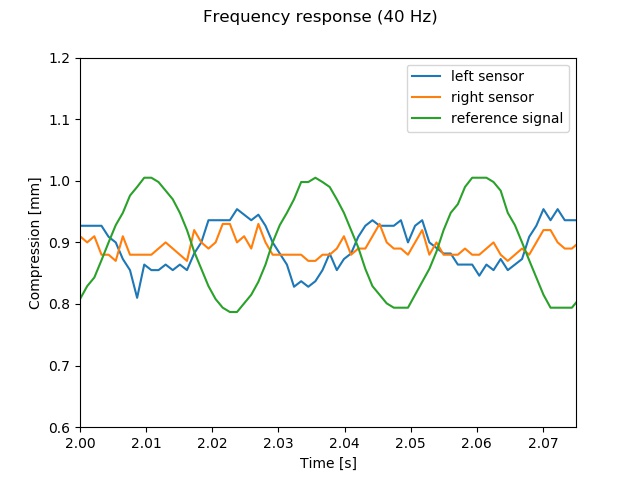 Frequency response (40 Hz)
left sensor
right sensor
reference signal
1.2
1.1
1.0
0.9
0.8
0.7
0.6
Compression [mm]
2.00 2.01 2.02 2.03 2.04 2.05 2.06 2.07
Time [s]